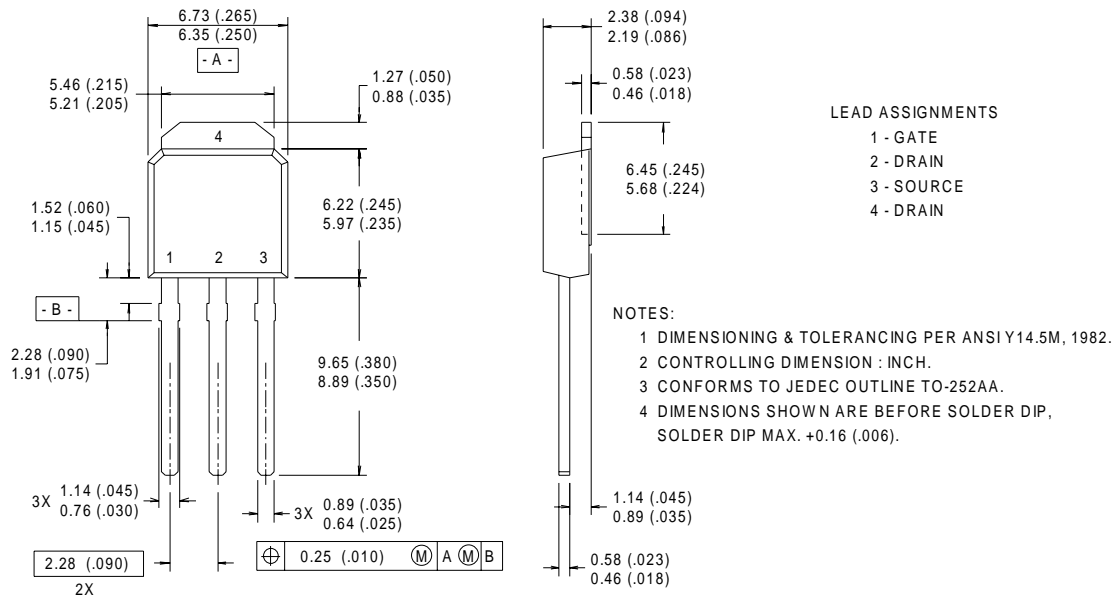 6.73 (.265)
6.35 (.250)
- A -
5.46 (.215)
5.21 (.205)
1.27 (.050)
0.88 (.035)
4
1.52 (.060)
1.15 (.045)
6.22 (.245)
5.97 (.235)
1 2 3
- B -
2.28 (.090)
1.91 (.075)
9.65 (.380)
8.89 (.350)
3X 1.14 (.045)
0.76 (.030)
3X 0.89 (.035)
0.64 (.025)
2.28 (.090)
2X
⌖ 0.25 (.010) Ⓜ A Ⓜ B
2.38 (.094)
2.19 (.086)
0.58 (.023)
0.46 (.018)
6.45 (.245)
5.68 (.224)
1.14 (.045)
0.89 (.035)
0.58 (.023)
0.46 (.018)
LEAD ASSIGNMENTS
1 - GATE
2 - DRAIN
3 - SOURCE
4 - DRAIN
NOTES:
1 DIMENSIONING & TOLERANCING PER ANSI Y14.5M, 1982.
2 CONTROLLING DIMENSION : INCH.
3 CONFORMS TO JEDEC OUTLINE TO-252AA.
4 DIMENSIONS SHOWN ARE BEFORE SOLDER DIP,
SOLDER DIP MAX. +0.16 (.006).